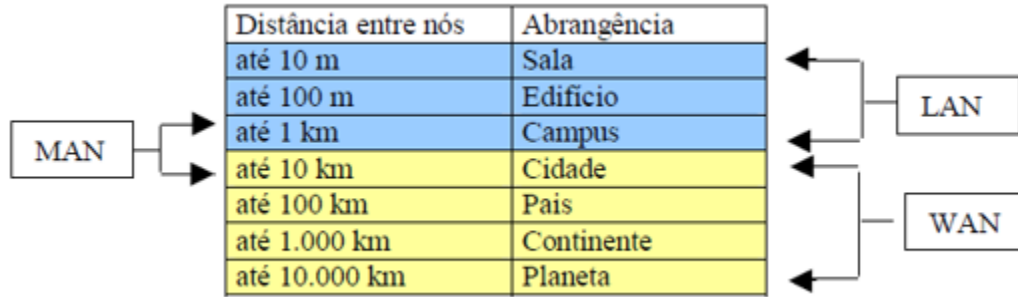 Distância entre nós Abrangência
até 10 m Sala
até 100 m Edifício
até 1 km Campus
até 10 km Cidade
até 100 km Pais
até 1.000 km Continente
até 10.000 km Planeta
MAN
LAN
WAN